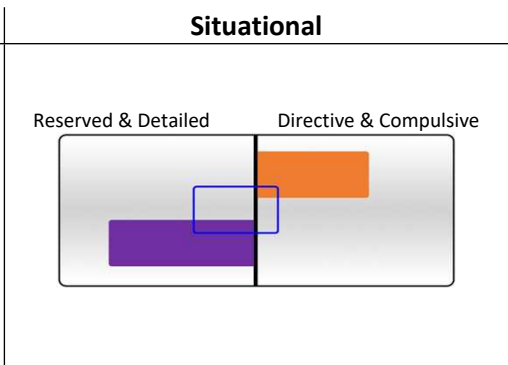 Situational
Reserved & Detailed
Directive & Compulsive